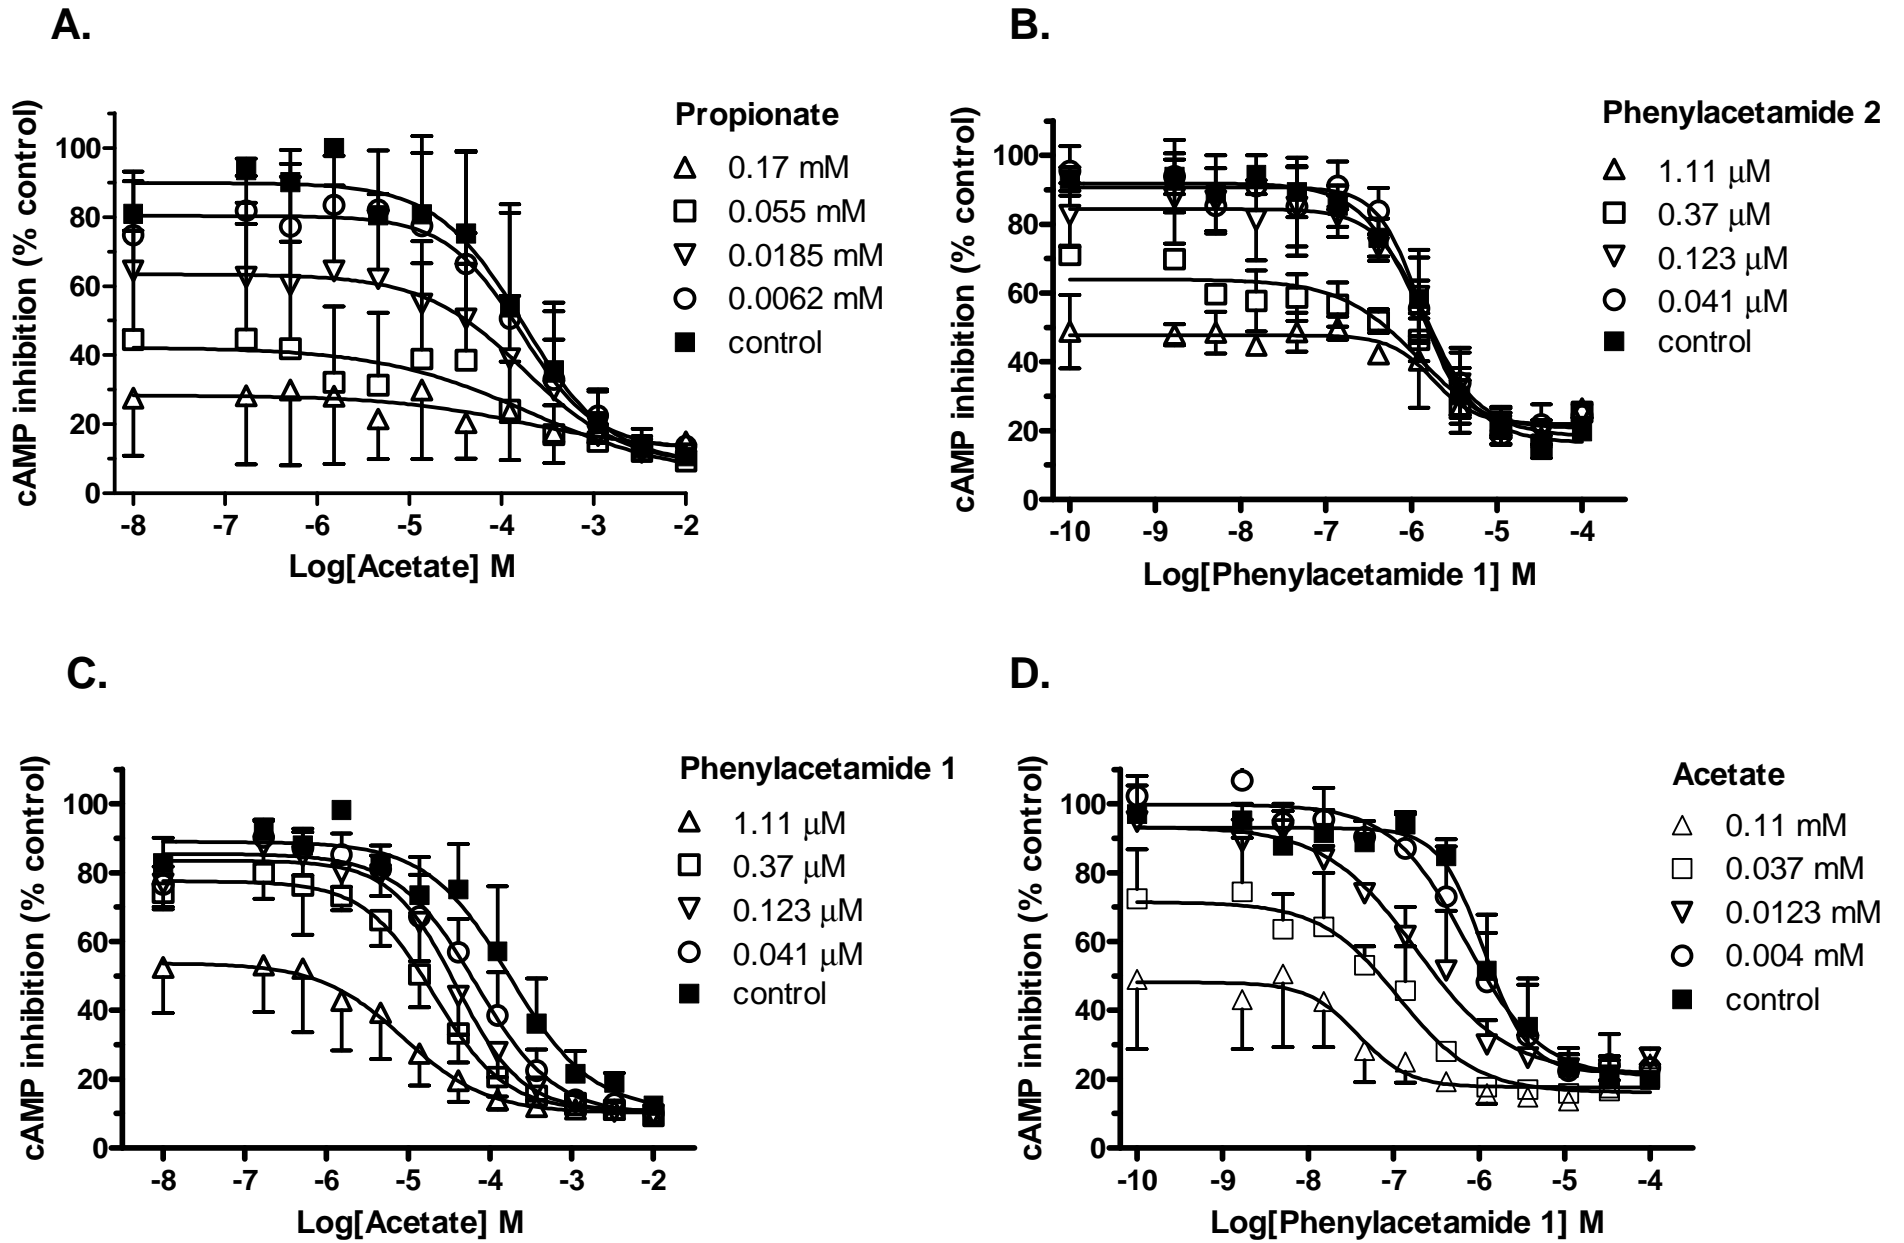 A.
cAMP inhibition (% control)
100
80
60
40
20
0
-8 -7 -6 -5 -4 -3 -2
Log[Acetate] M
Propionate
0.17 mM
0.055 mM
0.0185 mM
0.0062 mM
control
B.
cAMP inhibition (% control)
100
80
60
40
20
0
-10 -9 -8 -7 -6 -5 -4
Log[Phenylacetamide 1] M
Phenylacetamide 2
1.11 μM
0.37 μM
0.123 μM
0.041 μM
control
C.
cAMP inhibition (% control)
100
80
60
40
20
0
-8 -7 -6 -5 -4 -3 -2
Log[Acetate] M
Phenylacetamide 1
1.11 μM
0.37 μM
0.123 μM
0.041 μM
control
D.
cAMP inhibition (% control)
100
80
60
40
20
0
-10 -9 -8 -7 -6 -5 -4
Log[Phenylacetamide 1] M
Acetate
0.11 mM
0.037 mM
0.0123 mM
0.004 mM
control